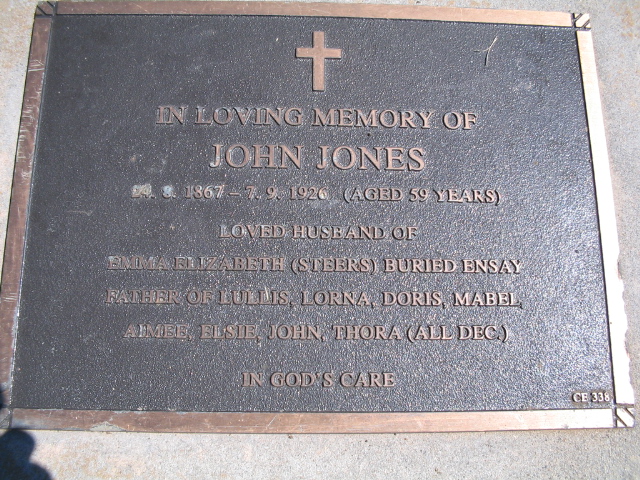 IN LOVING MEMORY OF
JOHN JONES
1867 – 7. 9. 1926 (AGED 59 YEARS)
LOVED HUSBAND OF
EMMA ELIZABETH (STEERS) BURIED ENSAY
FATHER OF LULLIS, LORNA, DORIS, MABEL,
AIMEE, ELSIE, JOHN, THORA (ALL DEC.)
IN GOD'S CARE
CE 338